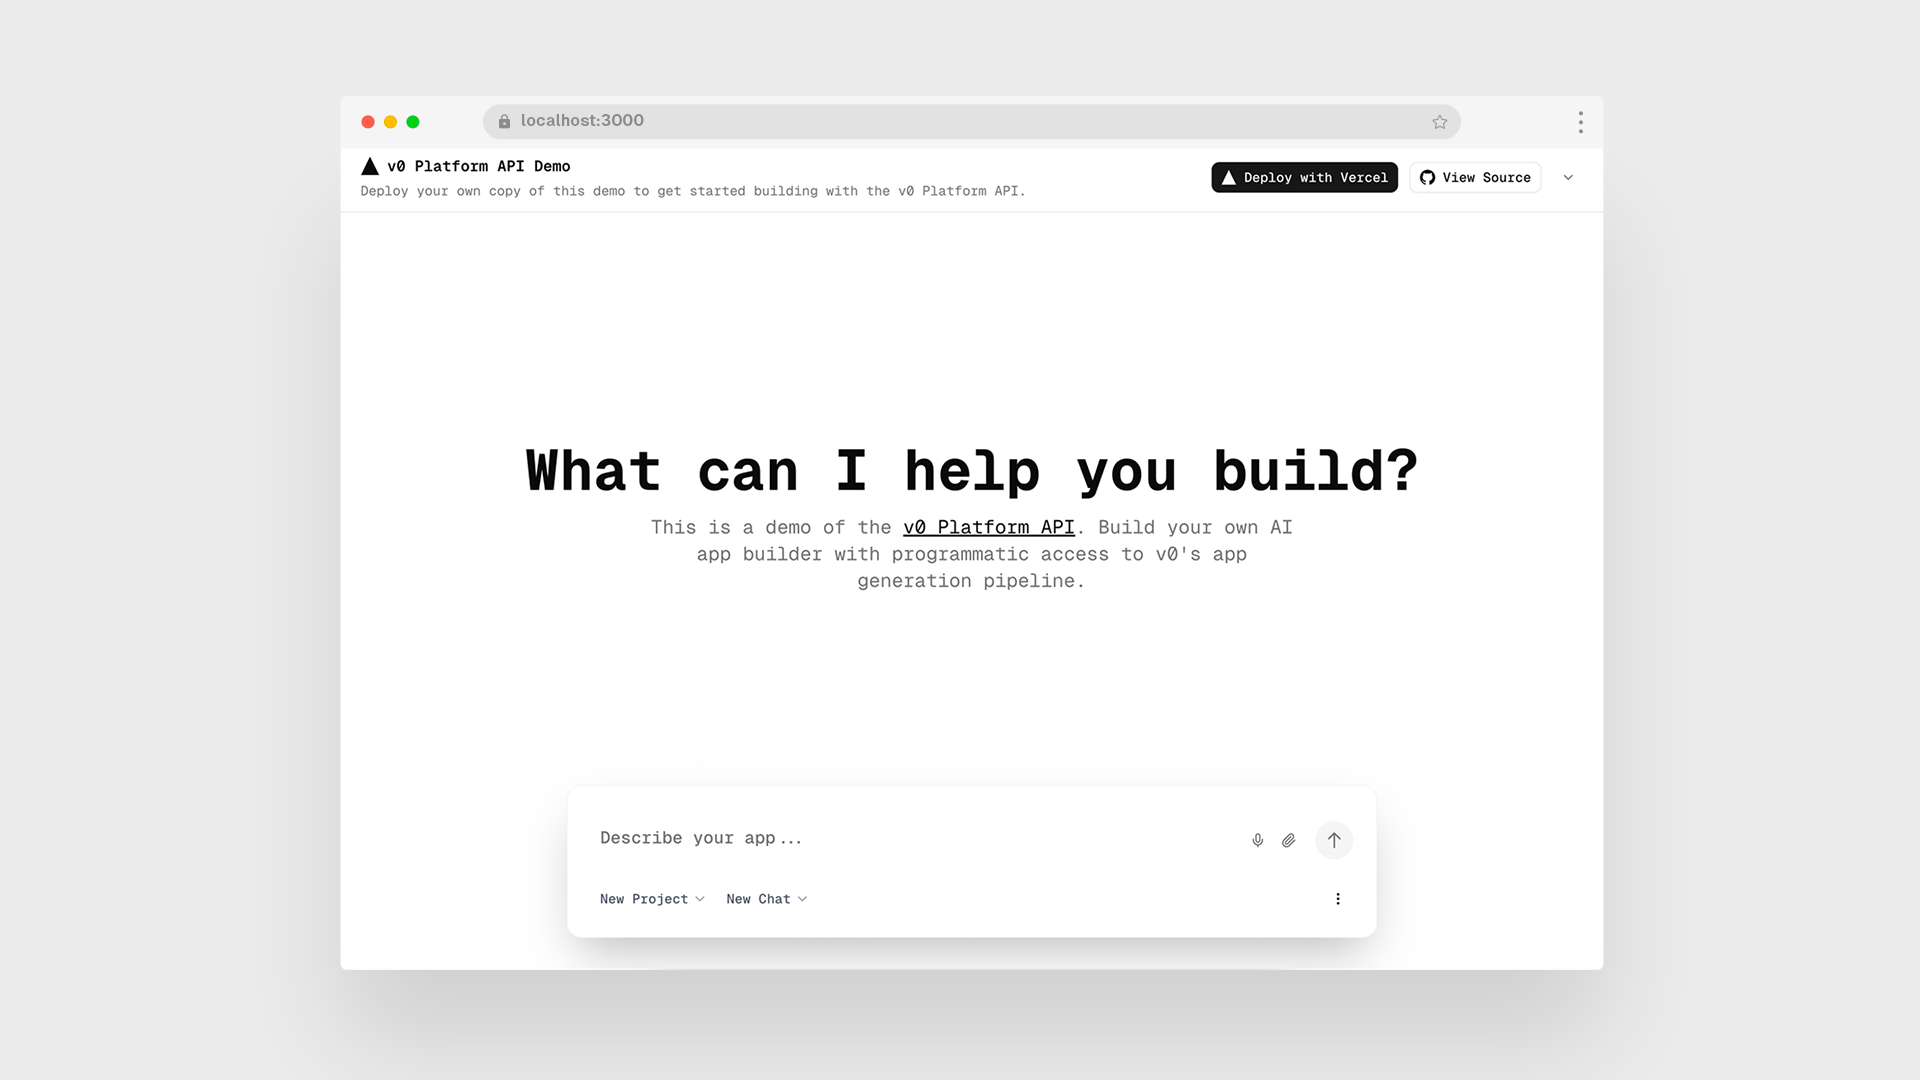 localhost:3000
v0 Platform API Demo
Deploy your own copy of this demo to get started building with the v0 Platform API.
Deploy with Vercel
View Source
What can I help you build?
This is a demo of the v0 Platform API. Build your own AI
app builder with programmatic access to v0's app
generation pipeline.
Describe your app...
New Project
New Chat